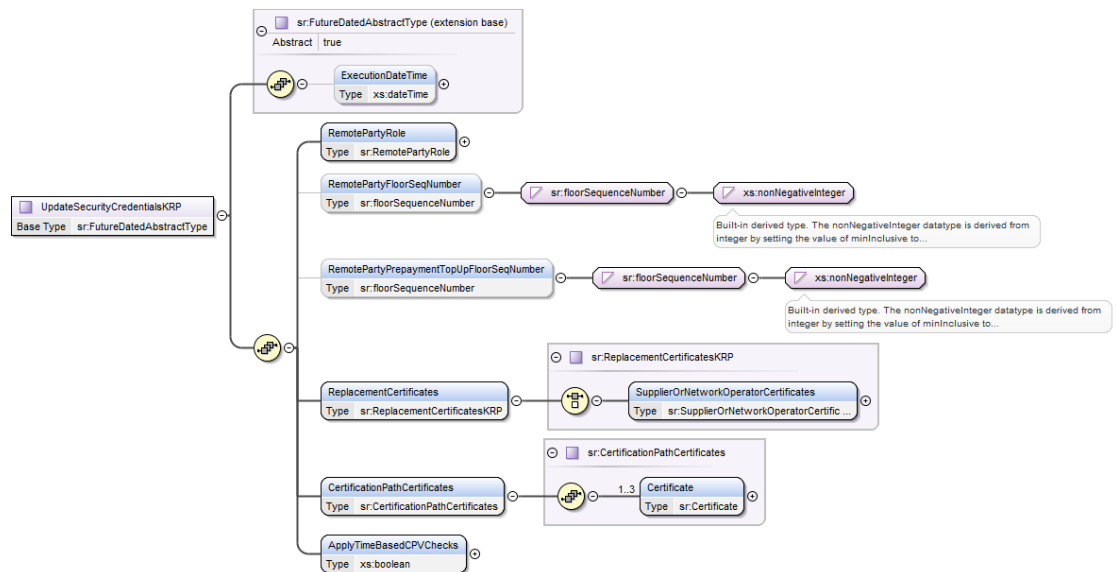 sr:FutureDatedAbstractType (extension base)
Abstract true
ExecutionDateTime
Type xs:dateTime
RemotePartyRole
Type sr:RemotePartyRole
RemotePartyFloorSeqNumber
Type sr:floorSequenceNumber
sr:floorSequenceNumber
xs:nonNegativeInteger
Built-in derived type. The nonNegativeInteger datatype is derived from
integer by setting the value of minInclusive to...
UpdateSecurityCredentialsKRP
Base Type sr:FutureDatedAbstractType
RemotePartyPrepaymentTopUpFloorSeqNumber
Type sr:floorSequenceNumber
sr:floorSequenceNumber
xs:nonNegativeInteger
Built-in derived type. The nonNegativeInteger datatype is derived from
integer by setting the value of minInclusive to...
sr:ReplacementCertificatesKRP
ReplacementCertificates
Type sr:ReplacementCertificatesKRP
SupplierOrNetworkOperatorCertificates
Type sr:SupplierOrNetworkOperatorCertific ...
sr:CertificationPathCertificates
CertificationPathCertificates
Type sr:CertificationPathCertificates
1..3
Certificate
Type sr:Certificate
ApplyTimeBasedCPVChecks
Type xs:boolean